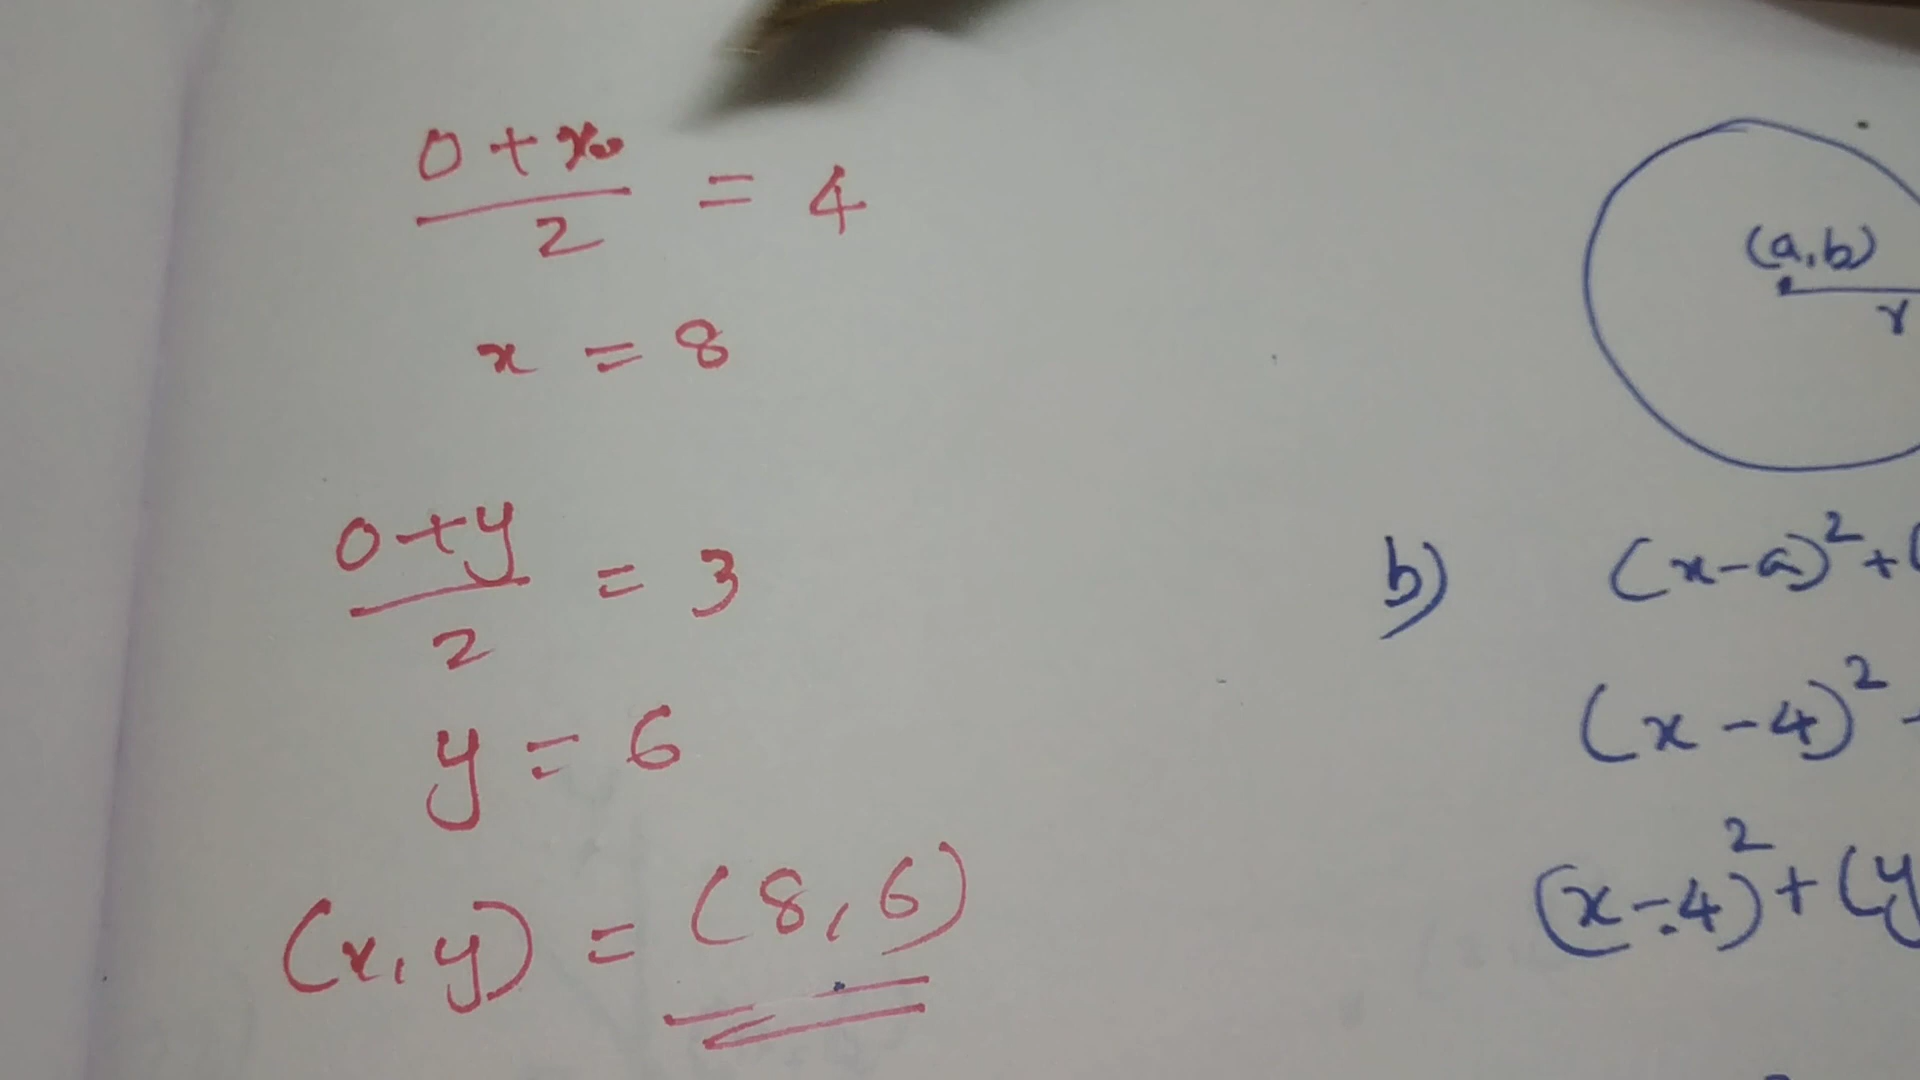 0 + x
2
= 4
x = 8
0 + y
2
= 3
y = 6
(x, y) = (8, 6)
(a, b)
r
b) (x - a)² + (
(x - 4)² -
(x - 4)² + (y